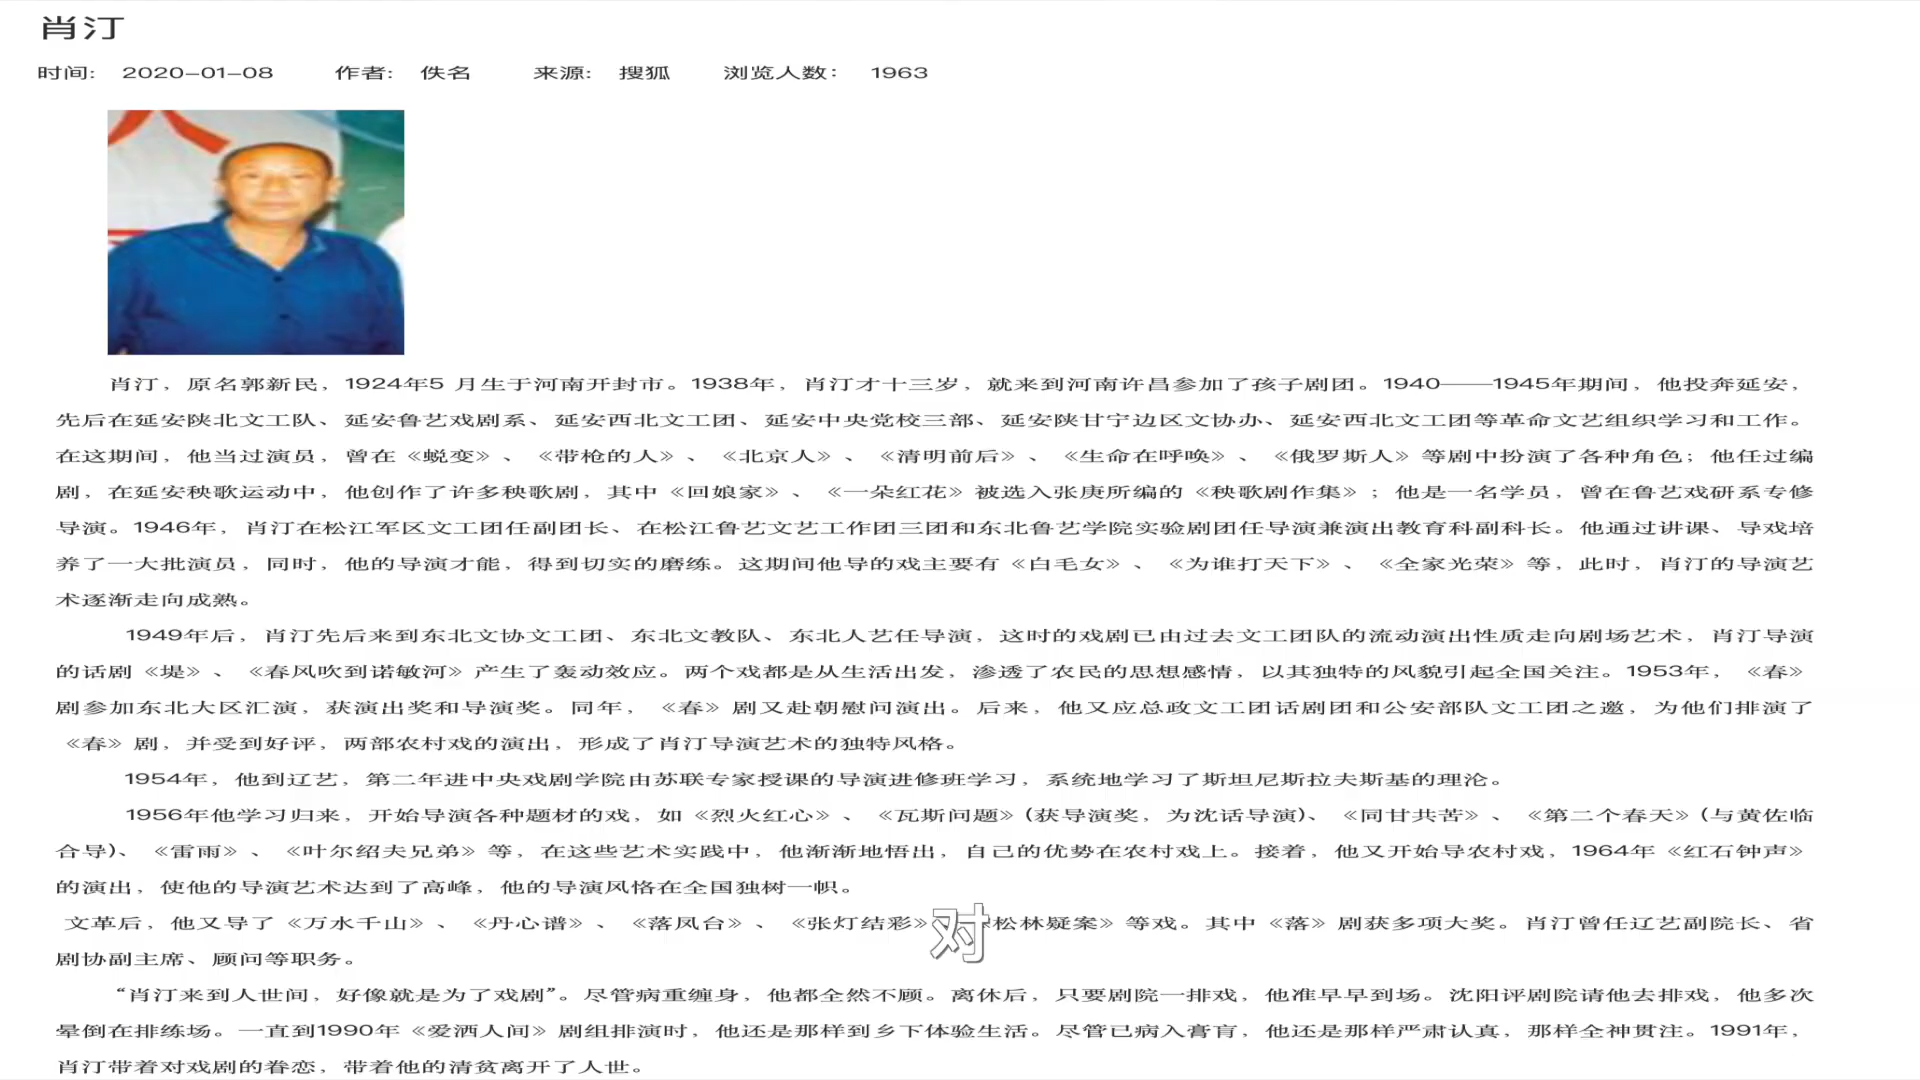 肖汀
时间: 2020-01-08 作者: 佚名 来源: 搜狐 浏览人数： 1963
肖汀，原名郭新民，1924年5 月生于河南开封市。1938年，肖汀才十三岁，就来到河南许昌参加了孩子剧团。1940——1945年期间，他投奔延安，
先后在延安陕北文工队、延安鲁艺戏剧系、延安西北文工团、延安中央党校三部、延安陕甘宁边区文协办、延安西北文工团等革命文艺组织学习和工作。
在这期间，他当过演员，曾在《蜕变》、《带枪的人》、《北京人》、《清明前后》、《生命在呼唤》、《俄罗斯人》等剧中扮演了各种角色；他任过编
剧，在延安秧歌运动中，他创作了许多秧歌剧，其中《回娘家》、《一朵红花》被选入张庚所编的《秧歌剧作集》；他是一名学员，曾在鲁艺戏研系专修
导演。1946年，肖汀在松江军区文工团任副团长、在松江鲁艺文艺工作团三团和东北鲁艺学院实验剧团任导演兼演出教育科副科长。他通过讲课、导戏培
养了一大批演员，同时，他的导演才能，得到切实的磨练。这期间他导的戏主要有《白毛女》、《为谁打天下》、《全家光荣》等，此时，肖汀的导演艺
术逐渐走向成熟。
1949年后，肖汀先后来到东北文协文工团、东北文教队、东北人艺任导演，这时的戏剧已由过去文工团队的流动演出性质走向剧场艺术，肖汀导演
的话剧《堤》、《春风吹到诺敏河》产生了轰动效应。两个戏都是从生活出发，渗透了农民的思想感情，以其独特的风貌引起全国关注。1953年，《春》
剧参加东北大区汇演，获演出奖和导演奖。同年，《春》剧又赴朝慰问演出。后来，他又应总政文工团话剧团和公安部队文工团之邀，为他们排演了
《春》剧，并受到好评，两部农村戏的演出，形成了肖汀导演艺术的独特风格。
1954年，他到辽艺，第二年进中央戏剧学院由苏联专家授课的导演进修班学习，系统地学习了斯坦尼斯拉夫斯基的理沦。
1956年他学习归来，开始导演各种题材的戏，如《烈火红心》、《瓦斯问题》(获导演奖，为沈话导演)、《同甘共苦》、《第二个春天》(与黄佐临
合导)、《雷雨》、《叶尔绍夫兄弟》等，在这些艺术实践中，他渐渐地悟出，自己的优势在农村戏上。接着，他又开始导农村戏，1964年《红石钟声》
的演出，使他的导演艺术达到了高峰，他的导演风恪在全国独树一帜。
文革后，他又导了《万水千山》、《丹心谱》、《落凤台》、《张灯结彩》 松林疑案》等戏。其中《落》剧获多项大奖。肖汀曾任辽艺副院长、省
对
剧协副主席、顾问等职务。
“肖汀来到人世间，好像就是为了戏剧”。尽管病重缠身，他都全然不顾。离休后，只要剧院一排戏，他准早早到场。沈阳评剧院请他去排戏，他多次
晕倒在排练场。一直到1990年《爱洒人间》剧组排演时，他还是那样到乡下体验生活。尽管已病入膏肓，他还是那样严肃认真，那样全神贯注。1991年，
肖汀带着对戏剧的眷恋，带着他的清贫离开了人世。